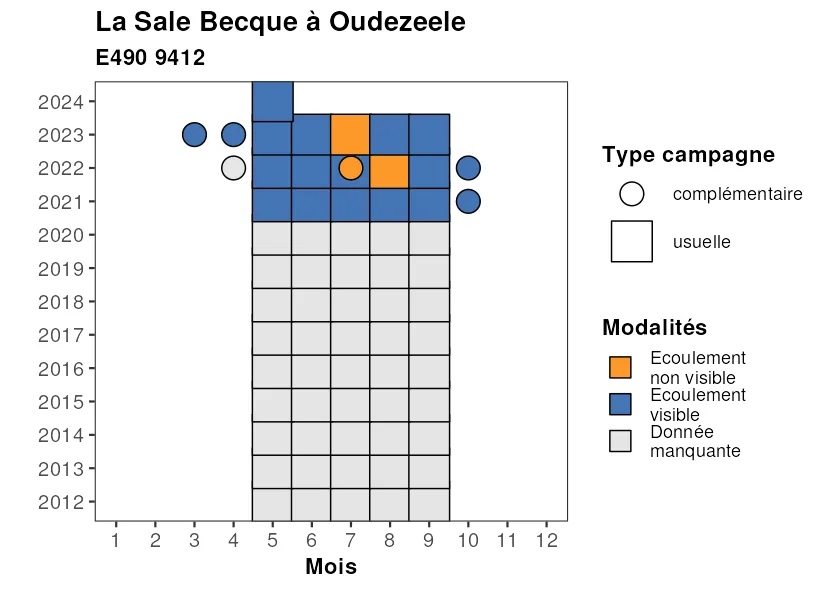 La Sale Becque à Oudezeele
E490 9412
2024
2023
2022
2021
2020
2019
2018
2017
2016
2015
2014
2013
2012
1 2 3 4 5 6 7 8 9 10 11 12
Mois
Type campagne
complémentaire
usuelle
Modalités
Ecoulement
non visible
Ecoulement
visible
Donnée
manquante